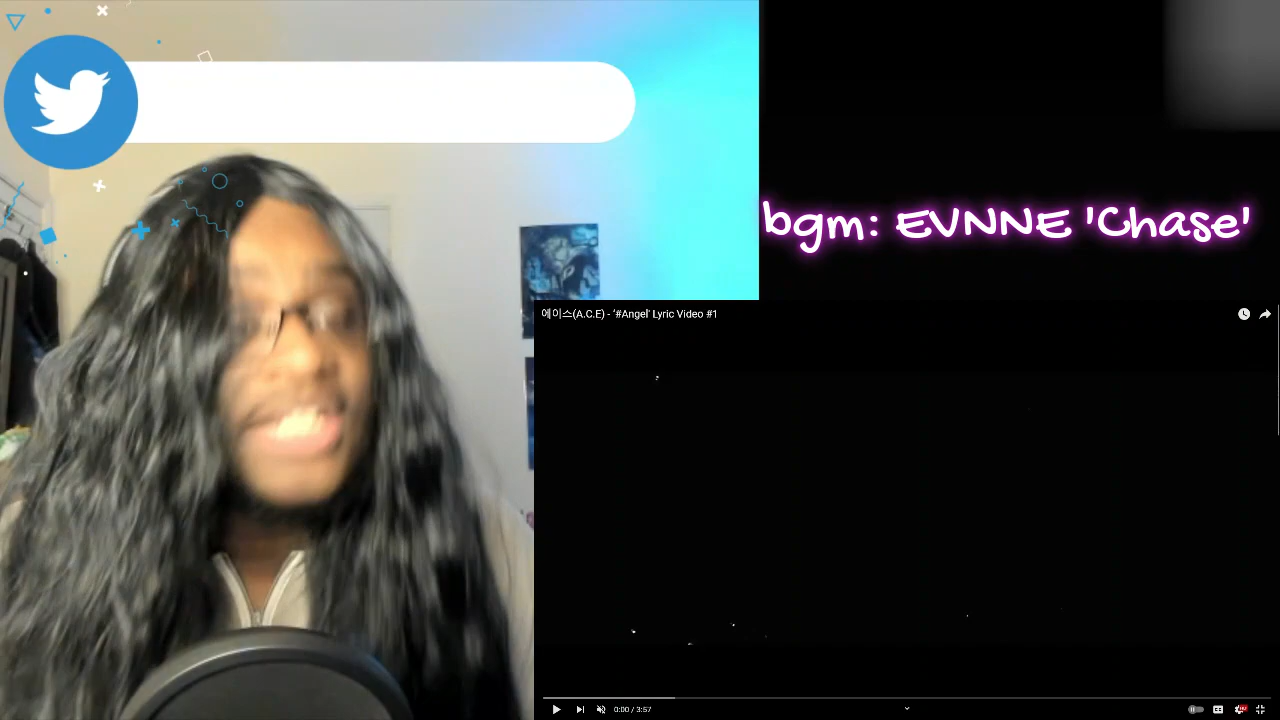 bgm: EVNNE 'Chase'
에이스(A.C.E) - '#Angel' Lyric Video #1
0:00 / 3:57